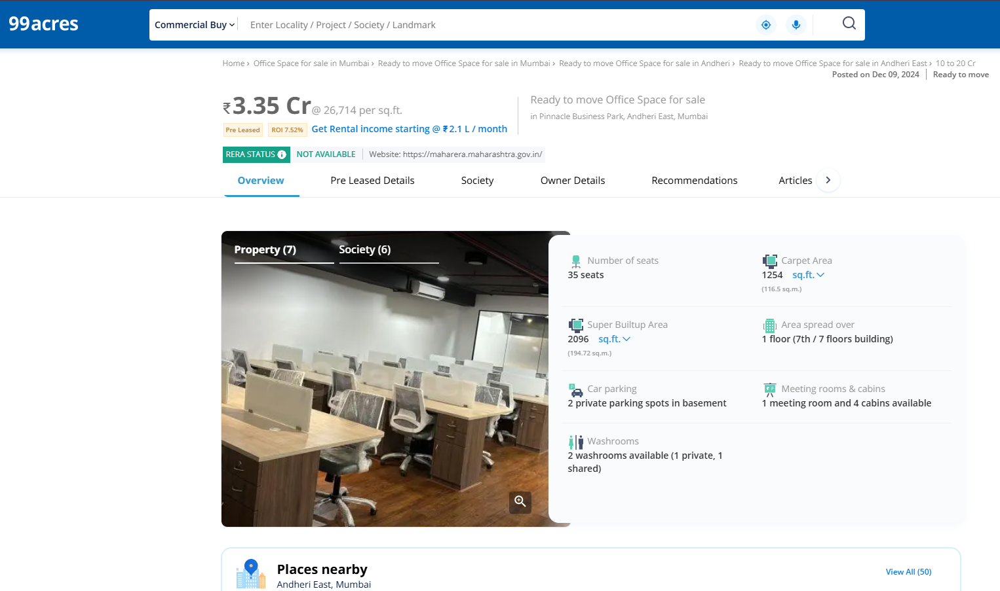 99acres
Commercial Buy
Enter Locality / Project / Society / Landmark
Home › Office Space for sale in Mumbai › Ready to move Office Space for sale in Mumbai › Ready to move Office Space for sale in Andheri › Ready to move Office Space for sale in Andheri East › 10 to 20 Cr
Posted on Dec 09, 2024 Ready to move
₹3.35 Cr@ 26,714 per sq.ft.
Ready to move Office Space for sale
in Pinnacle Business Park, Andheri East, Mumbai
Pre Leased ROI 7.52% Get Rental income starting @ ₹2.1 L / month
RERA STATUS NOT AVAILABLE Website: https://maharera.maharashtra.gov.in/
Overview Pre Leased Details Society Owner Details Recommendations Articles
Property (7) Society (6)
Number of seats
35 seats
Carpet Area
1254 sq.ft.
(116.5 sq.m.)
Super Builtup Area
2096 sq.ft.
(194.72 sq.m.)
Area spread over
1 floor (7th / 7 floors building)
Car parking
2 private parking spots in basement
Meeting rooms & cabins
1 meeting room and 4 cabins available
Washrooms
2 washrooms available (1 private, 1
shared)
Places nearby
Andheri East, Mumbai
View All (50)